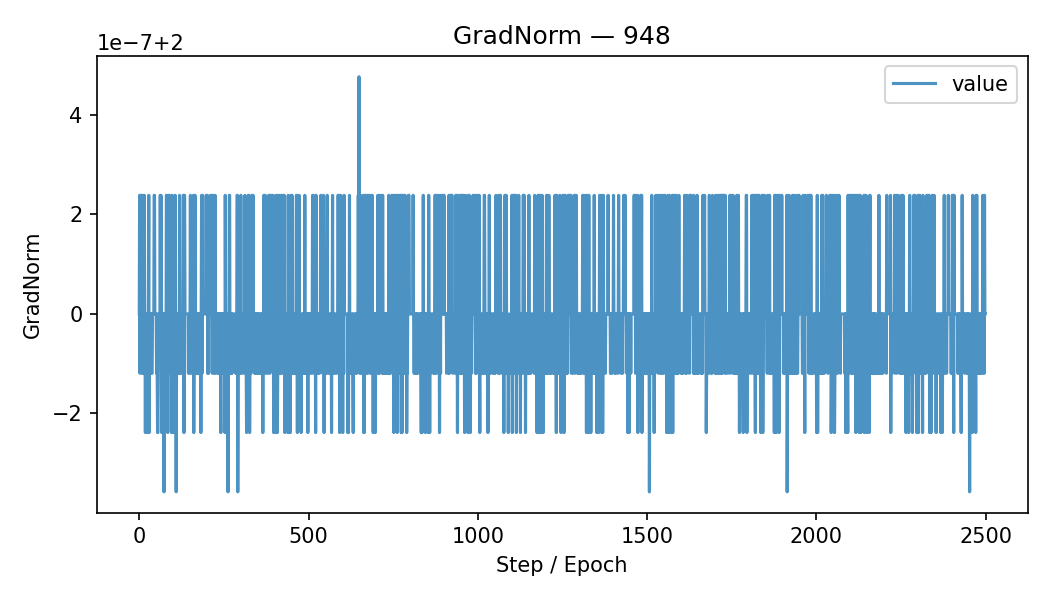 GradNorm — 948
1e−7+2
value
4
2
0
−2
GradNorm
0
500
1000
1500
2000
2500
Step / Epoch